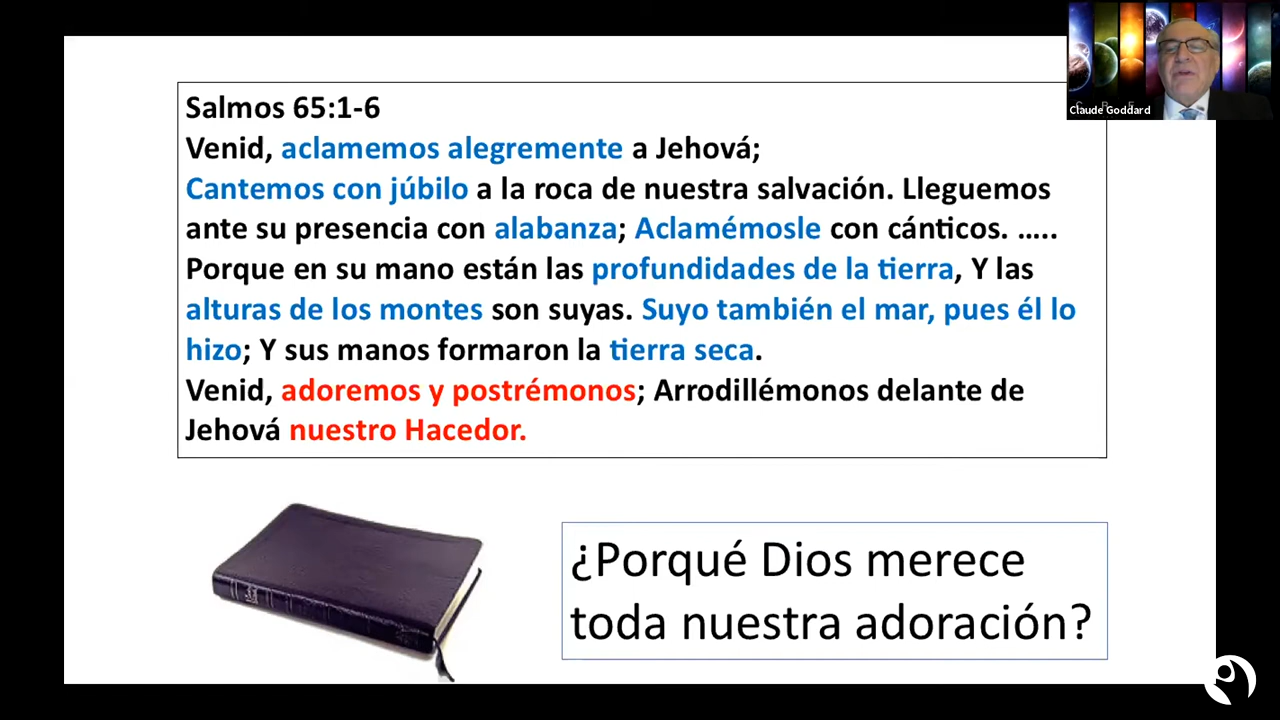 Salmos 65:1-6
Venid, aclamemos alegremente a Jehová;
Cantemos con júbilo a la roca de nuestra salvación. Lleguemos
ante su presencia con alabanza; Aclamémosle con cánticos. …..
Porque en su mano están las profundidades de la tierra, Y las
alturas de los montes son suyas. Suyo también el mar, pues él lo
hizo; Y sus manos formaron la tierra seca.
Venid, adoremos y postrémonos; Arrodillémonos delante de
Jehová nuestro Hacedor.
¿Porqué Dios merece
toda nuestra adoración?
Claude Goddard